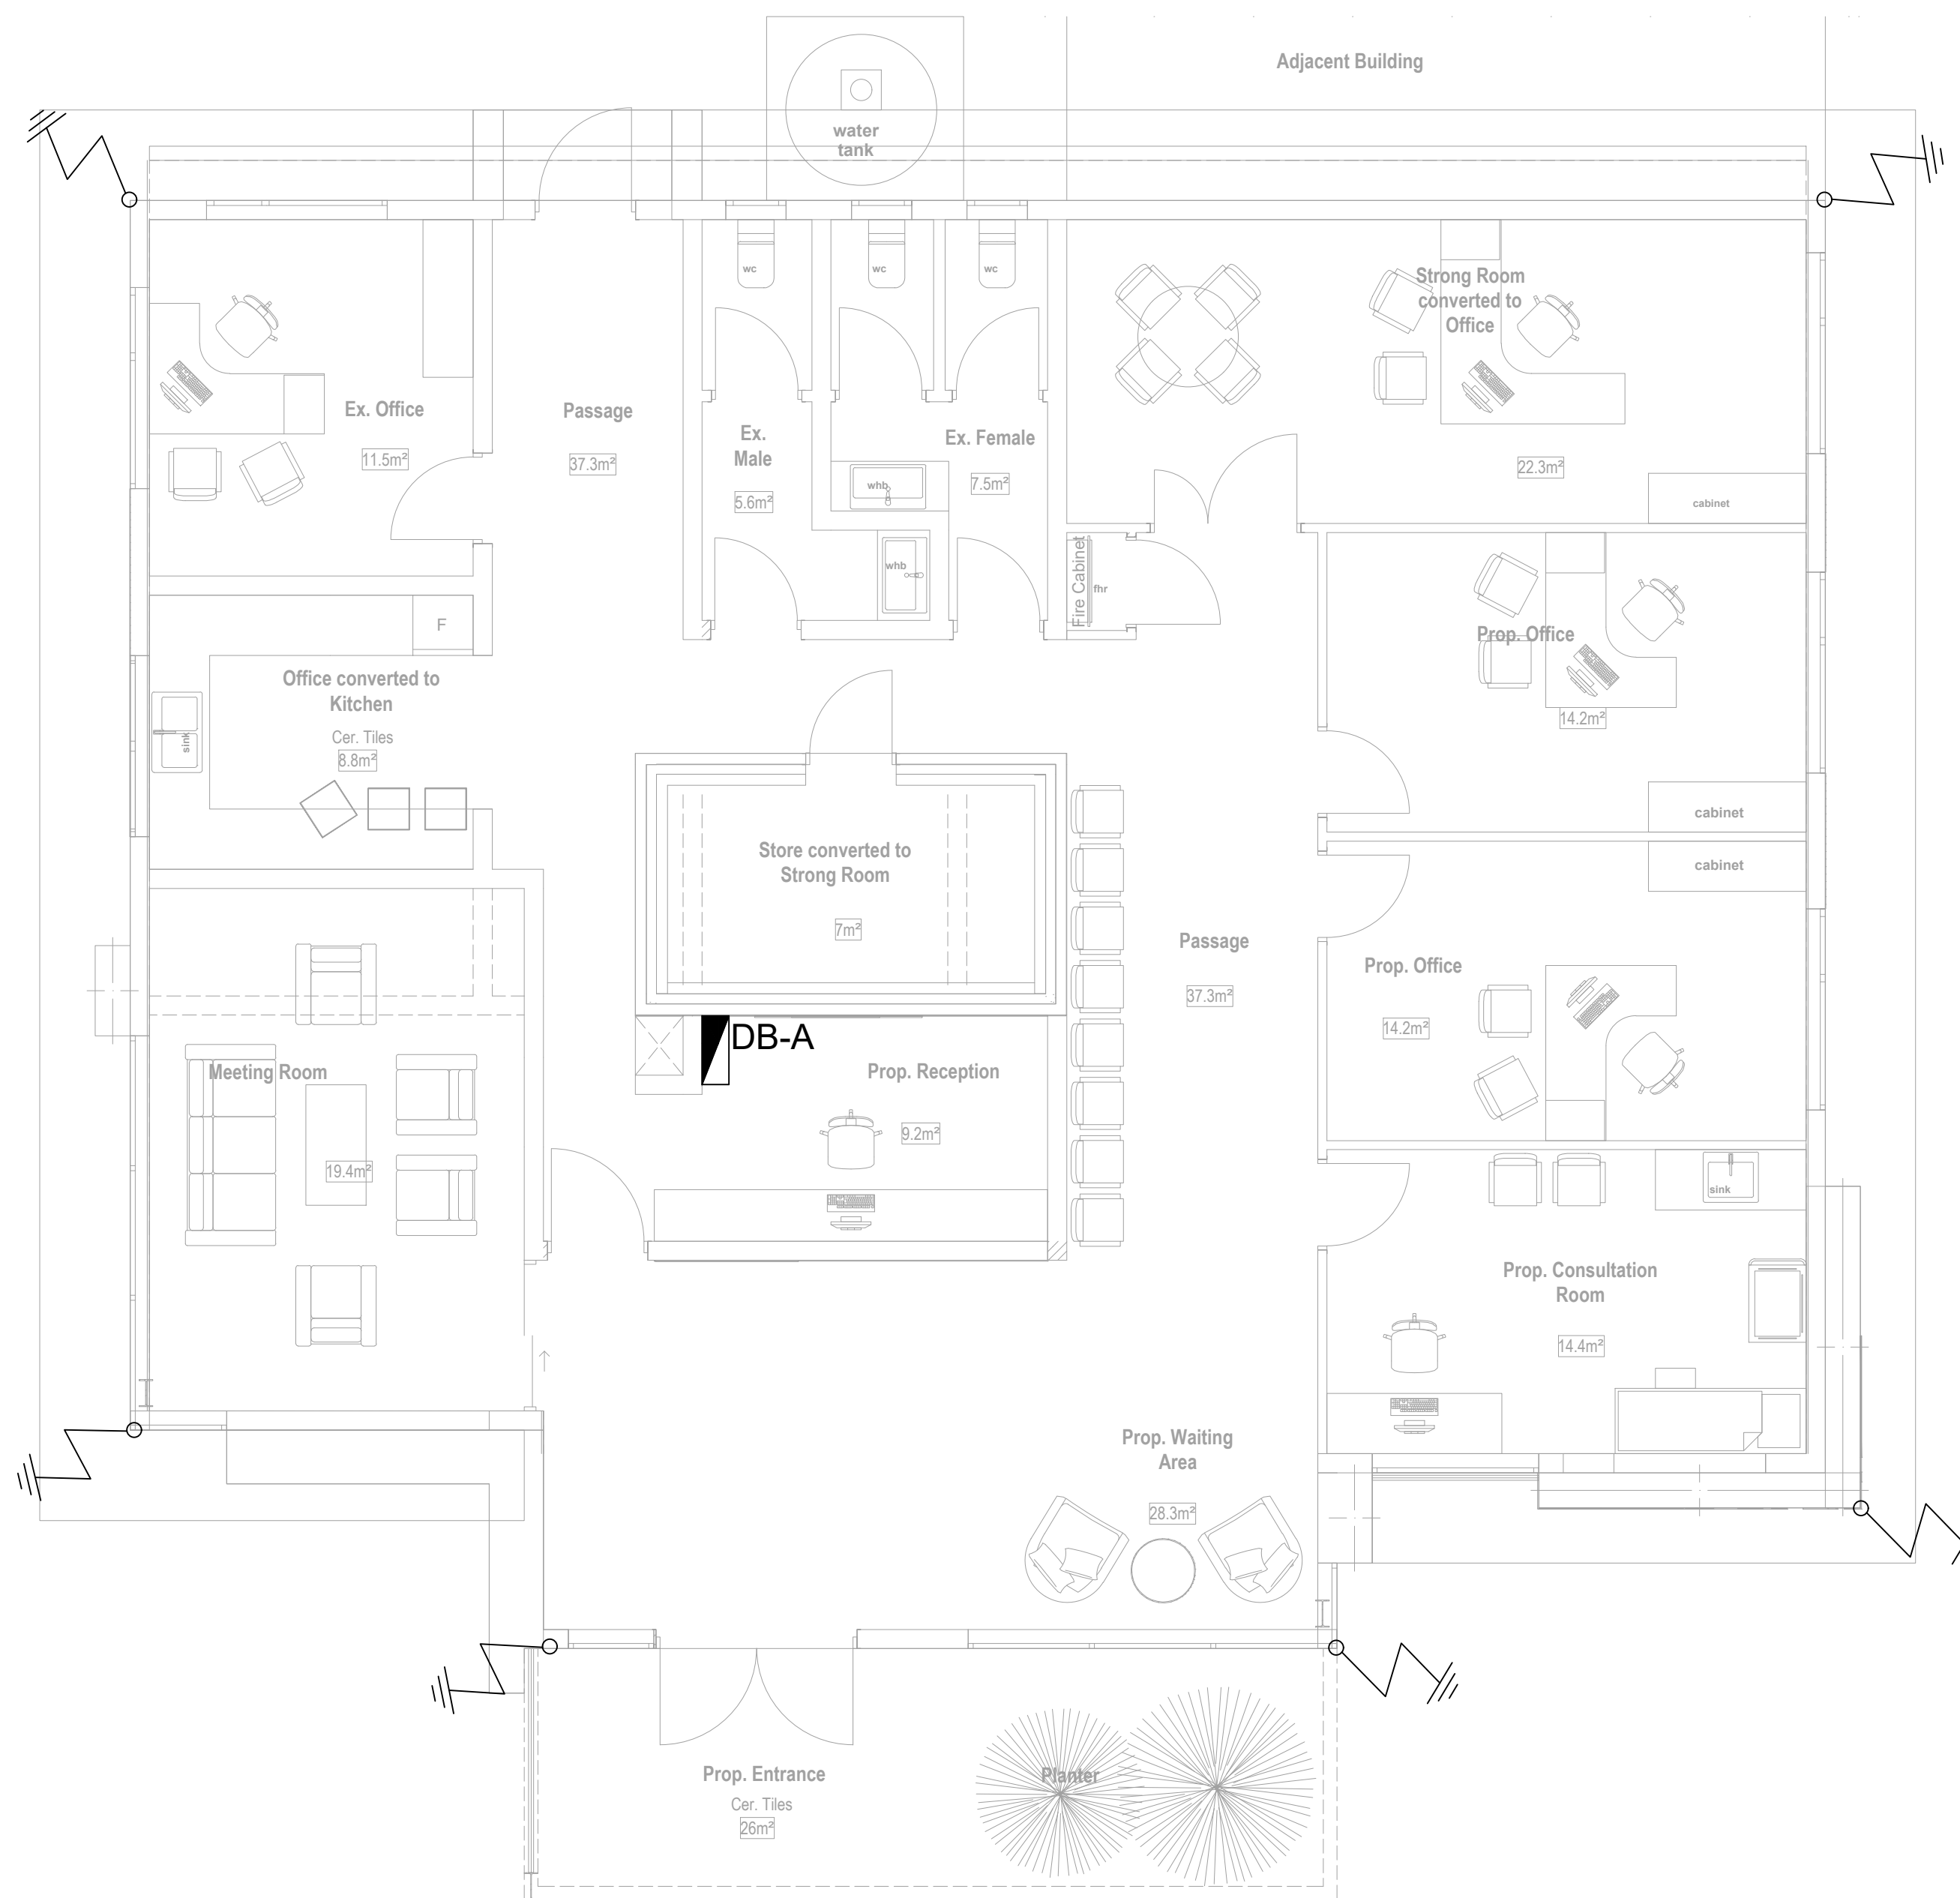 Adjacent Building
water
tank
wc
wc
wc
Strong Room
converted to
Office
22.3m²
cabinet
Ex. Office
11.5m²
Passage
37.3m²
Ex.
Male
5.6m²
Ex. Female
7.5m²
whb
whb
Fire Cabinet
fhr
F
Office converted to
Kitchen
Cer. Tiles
8.8m²
sink
Prop. Office
14.2m²
cabinet
cabinet
Store converted to
Strong Room
7m²
Passage
37.3m²
Prop. Office
14.2m²
DB-A
Prop. Reception
9.2m²
Meeting Room
19.4m²
sink
Prop. Consultation
Room
14.4m²
Prop. Waiting
Area
28.3m²
Prop. Entrance
Cer. Tiles
26m²
Planter